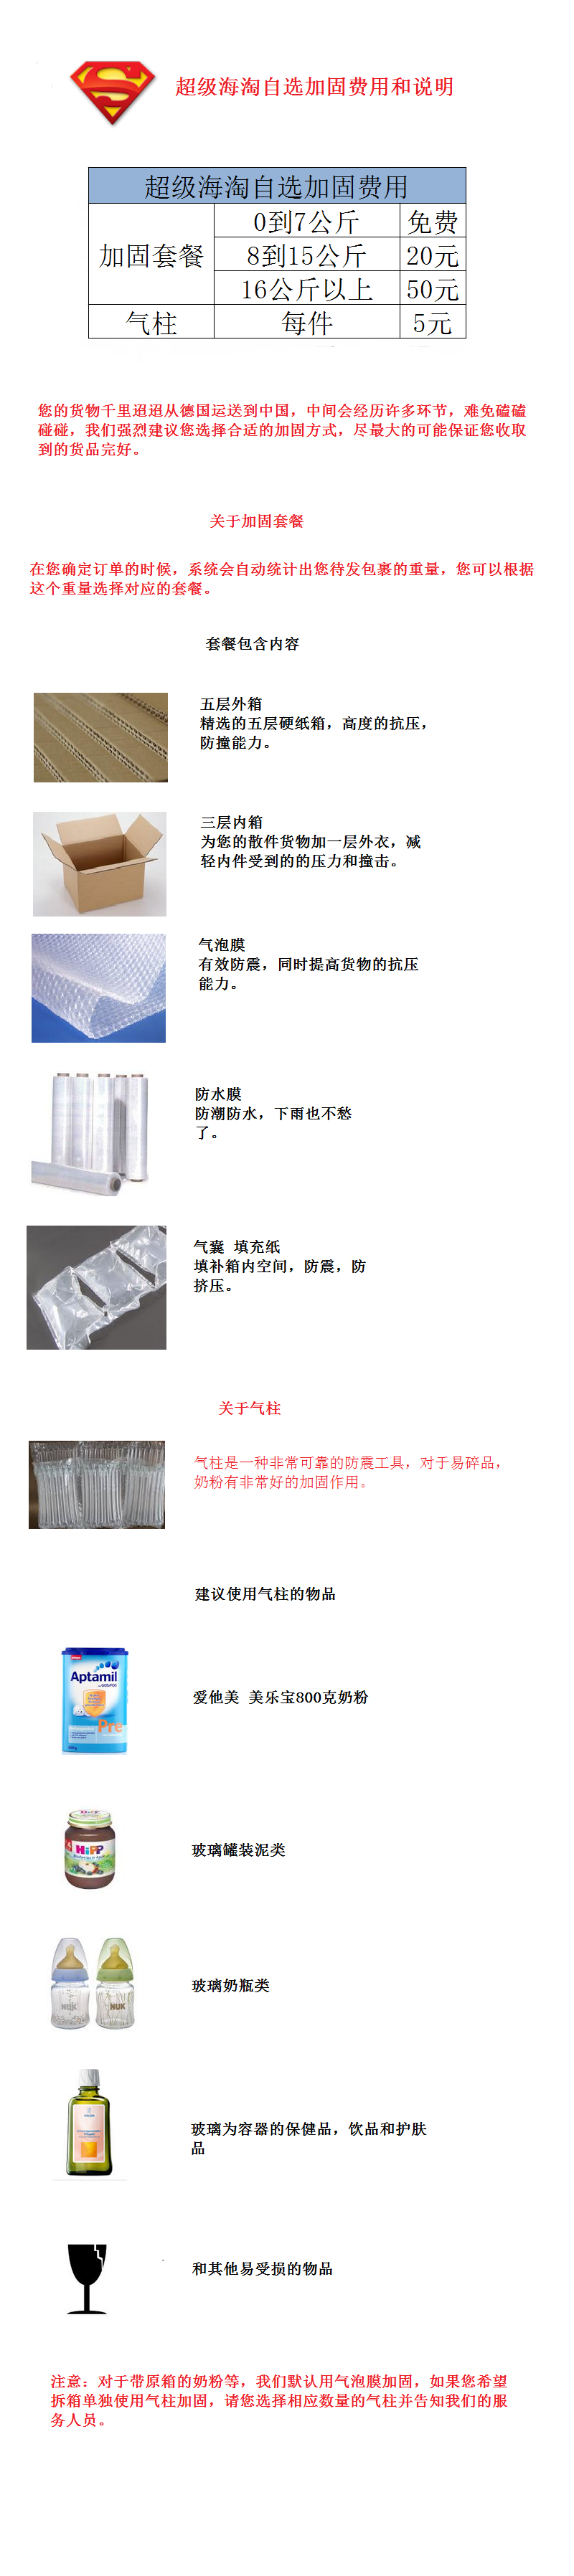 超级海淘自选加固费用和说明
超级海淘自选加固费用
加固套餐
0到7公斤 免费
8到15公斤 20元
16公斤以上 50元
气柱 每件 5元
您的货物千里迢迢从德国运送到中国，中间会经历许多环节，难免磕磕
碰碰，我们强烈建议您选择合适的加固方式，尽最大的可能保证您收取
到的货品完好。
关于加固套餐
在您确定订单的时候，系统会自动统计出您待发包裹的重量，您可以根据
这个重量选择对应的套餐。
套餐包含内容
五层外箱
精选的五层硬纸箱，高度的抗压，
防撞能力。
三层内箱
为您的散件货物加一层外衣，减
轻内件受到的的压力和撞击。
气泡膜
有效防震，同时提高货物的抗压
能力。
防水膜
防潮防水，下雨也不愁
了。
气囊 填充纸
填补箱内空间，防震，防
挤压。
关于气柱
气柱是一种非常可靠的防震工具，对于易碎品，
奶粉有非常好的加固作用。
建议使用气柱的物品
Aptamil
Pre
爱他美 美乐宝800克奶粉
HiPP
玻璃罐装泥类
NUK NUK
玻璃奶瓶类
玻璃为容器的保健品，饮品和护肤
品
和其他易受损的物品
注意：对于带原箱的奶粉等，我们默认用气泡膜加固，如果您希望
拆箱单独使用气柱加固，请您选择相应数量的气柱并告知我们的服
务人员。